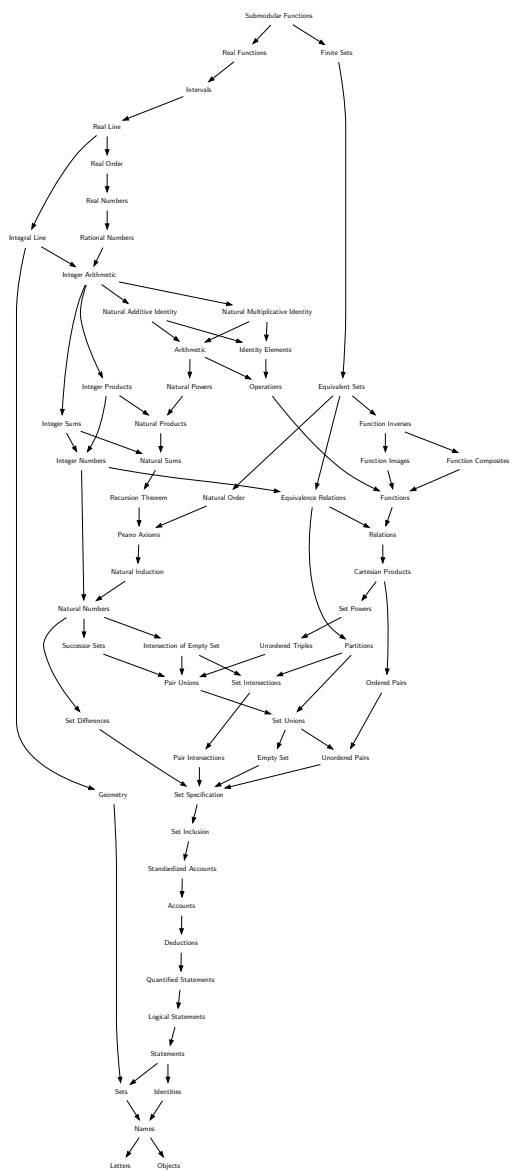 Submodular Functions
Real Functions
Finite Sets
Intervals
Real Line
Real Order
Real Numbers
Integral Line
Rational Numbers
Integer Arithmetic
Natural Additive Identity
Natural Multiplicative Identity
Arithmetic
Identity Elements
Integer Products
Natural Powers
Operations
Equivalent Sets
Integer Sums
Natural Products
Function Inverses
Integer Numbers
Natural Sums
Function Images
Function Composites
Recursion Theorem
Natural Order
Equivalence Relations
Functions
Peano Axioms
Relations
Natural Induction
Cartesian Products
Natural Numbers
Set Powers
Successor Sets
Intersection of Empty Set
Unordered Triples
Partitions
Pair Unions
Set Intersections
Ordered Pairs
Set Differences
Set Unions
Pair Intersections
Empty Set
Unordered Pairs
Geometry
Set Specification
Set Inclusion
Standardized Accounts
Accounts
Deductions
Quantified Statements
Logical Statements
Statements
Sets
Identities
Names
Letters
Objects